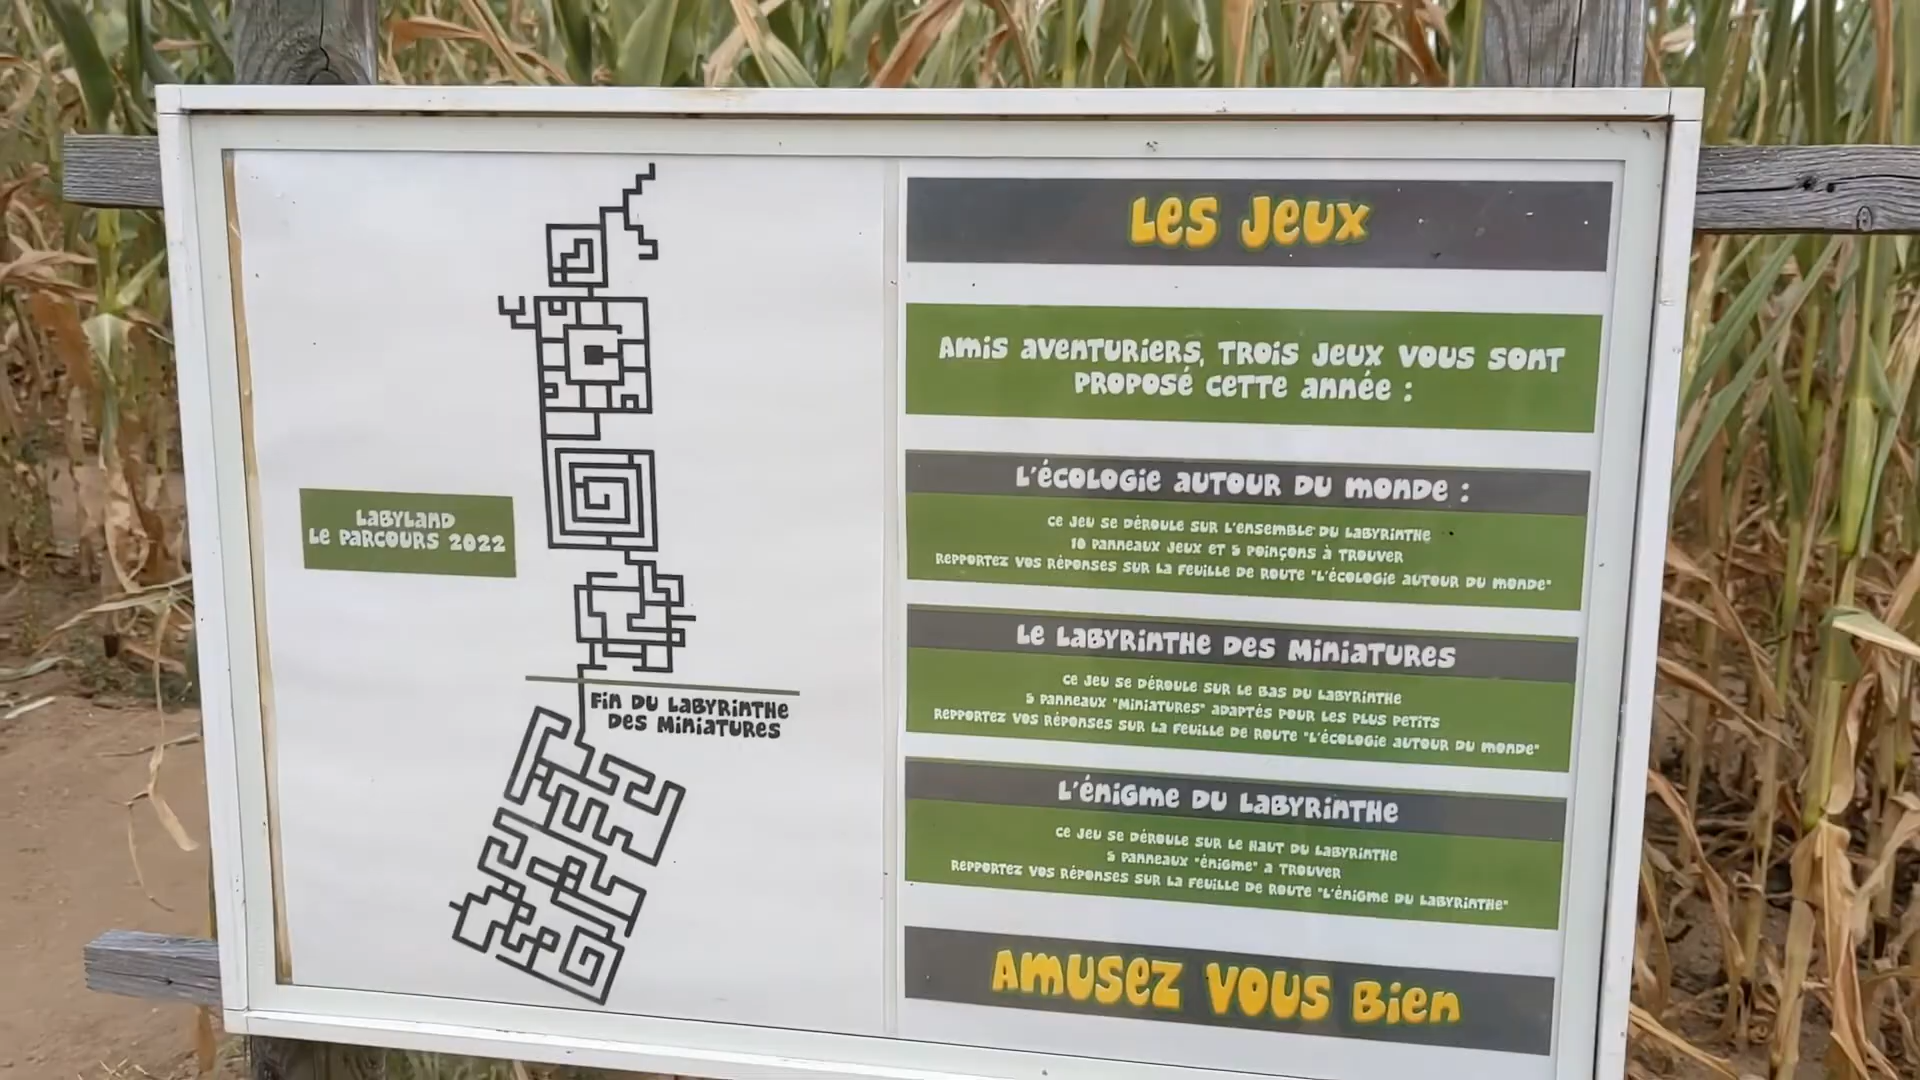 LABYLAND
LE PARCOURS 2022
FIN DU LABYRINTHE
DES MINIATURES
LES JEUX
AMIS AVENTURIERS, TROIS JEUX VOUS SONT
PROPOSÉ CETTE ANNÉE :
L'ÉCOLOGIE AUTOUR DU MONDE :
CE JEU SE DÉROULE SUR L'ENSEMBLE DU LABYRINTHE
10 PANNEAUX JEUX ET 5 POINÇONS À TROUVER
REPPORTEZ VOS RÉPONSES SUR LA FEUILLE DE ROUTE "L'ÉCOLOGIE AUTOUR DU MONDE"
LE LABYRINTHE DES MINIATURES
CE JEU SE DÉROULE SUR LE BAS DU LABYRINTHE
5 PANNEAUX "MINIATURES" ADAPTÉS POUR LES PLUS PETITS
REPPORTEZ VOS RÉPONSES SUR LA FEUILLE DE ROUTE "L'ÉCOLOGIE AUTOUR DU MONDE"
L'ÉNIGME DU LABYRINTHE
CE JEU SE DÉROULE SUR LE HAUT DU LABYRINTHE
5 PANNEAUX "ÉNIGME" A TROUVER
REPPORTEZ VOS RÉPONSES SUR LA FEUILLE DE ROUTE "L'ÉNIGME DU LABYRINTHE"
AMUSEZ VOUS BIEN